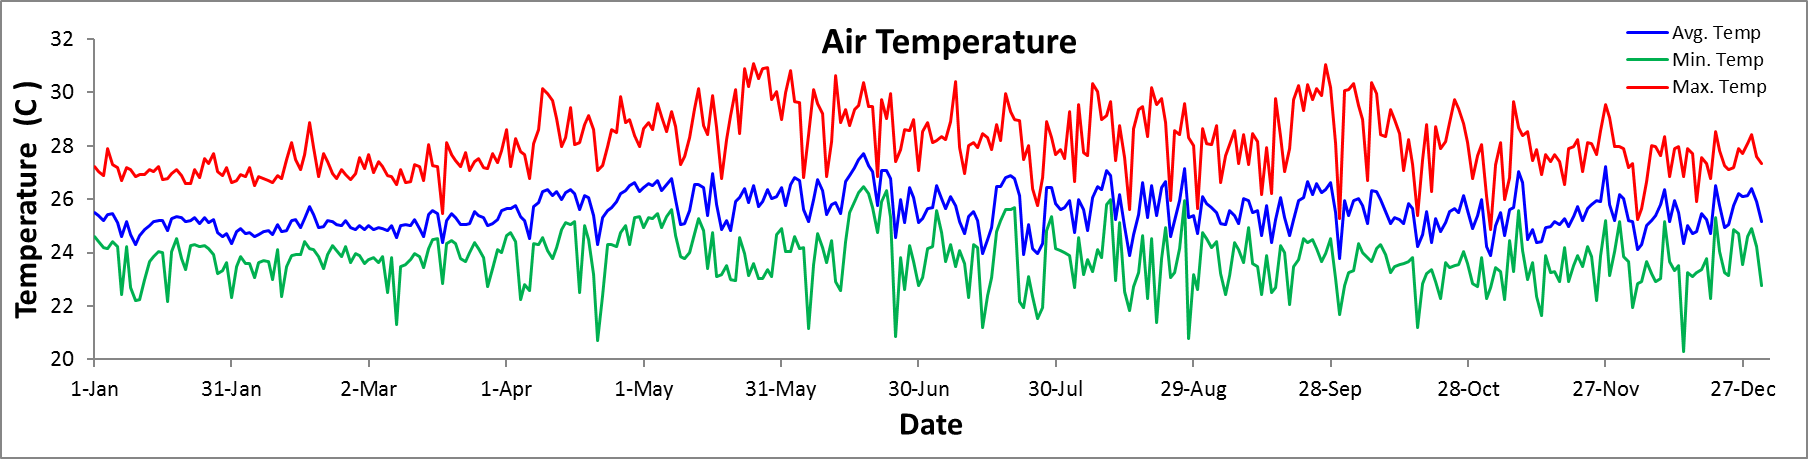 Air Temperature
Avg. Temp
Min. Temp
Max. Temp
Temperature (C )
32
30
28
26
24
22
20
1-Jan 31-Jan 2-Mar 1-Apr 1-May 31-May 30-Jun 30-Jul 29-Aug 28-Sep 28-Oct 27-Nov 27-Dec
Date